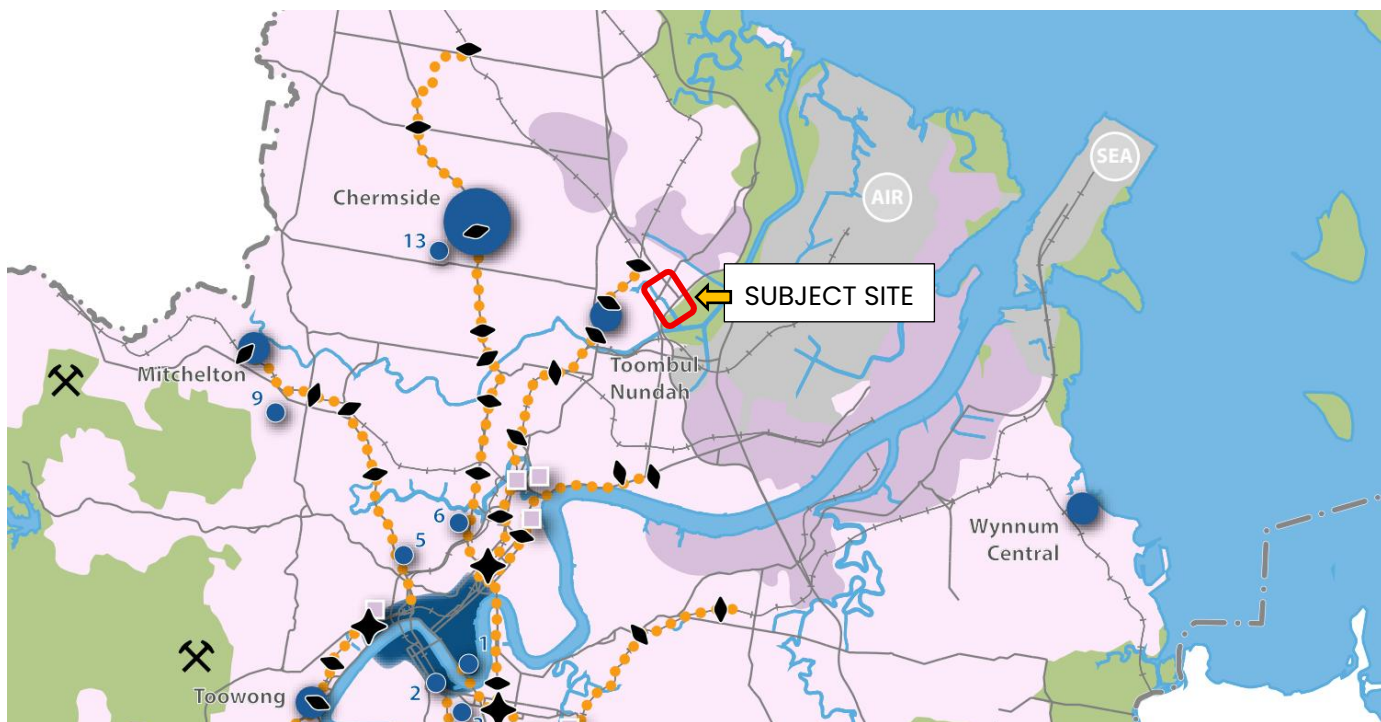 Chermside
13
AIR
SEA
SUBJECT SITE
Mitchelton
9
Toombul
Nundah
6
5
Wynnum
Central
1
Toowong
2